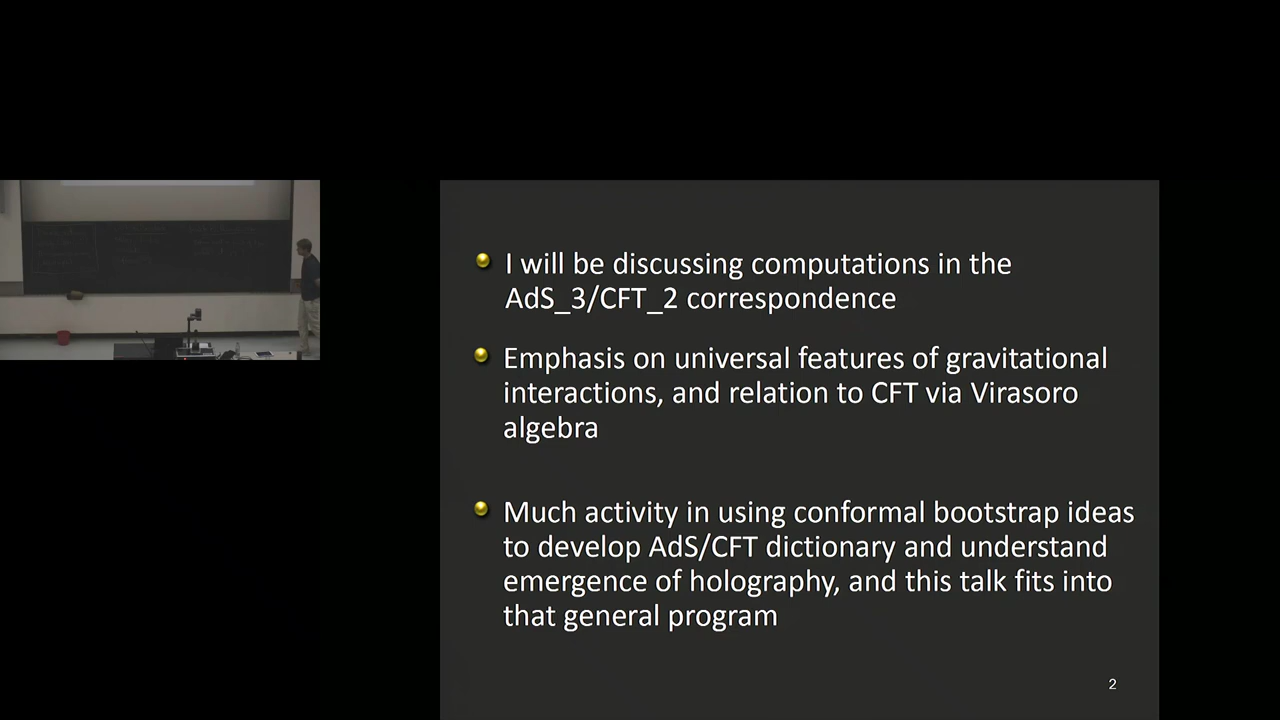 I will be discussing computations in the
AdS_3/CFT_2 correspondence
Emphasis on universal features of gravitational
interactions, and relation to CFT via Virasoro
algebra
Much activity in using conformal bootstrap ideas
to develop AdS/CFT dictionary and understand
emergence of holography, and this talk fits into
that general program
2